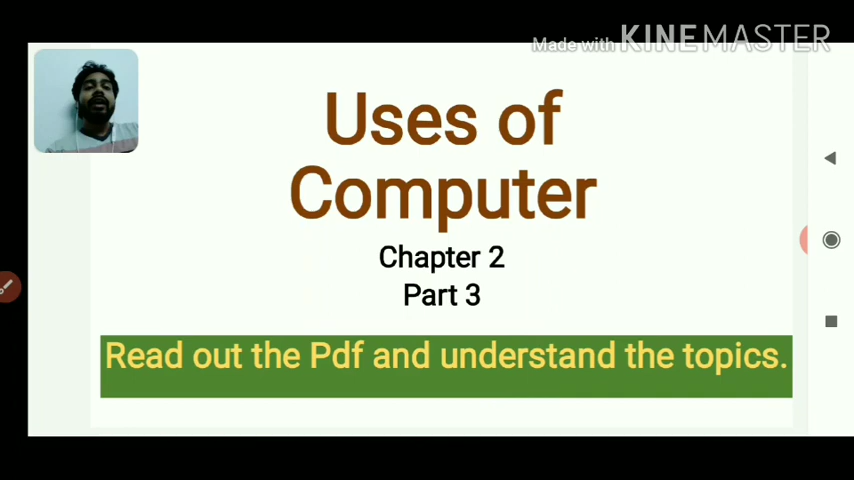 Made with KINEMASTER
Uses of
Computer
Chapter 2
Part 3
Read out the Pdf and understand the topics.